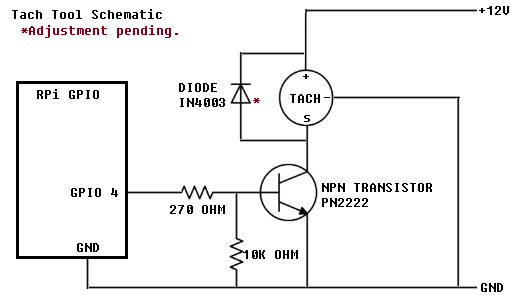 Tach Tool Schematic
*Adjustment pending.
+12V
RPi GPIO
DIODE
IN4003
*
+
TACH -
S
GPIO 4
270 OHM
NPN TRANSISTOR
PN2222
10K OHM
GND
GND